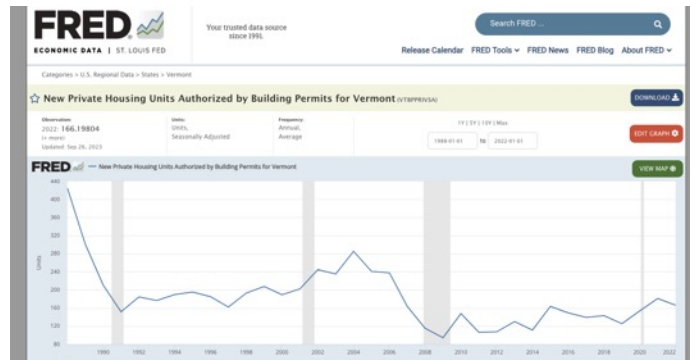 FRED
ECONOMIC DATA | ST. LOUIS FED
Your trusted data source
since 1991.
Search FRED ...
Release Calendar FRED Tools FRED News FRED Blog About FRED
Categories > U.S. Regional Data > States > Vermont
New Private Housing Units Authorized by Building Permits for Vermont (VTBPPRIVSA)
DOWNLOAD
Observation:
2022: 166.19804
(+ more)
Updated: Sep 28, 2023
Units:
Units,
Seasonally Adjusted
Frequency:
Annual,
Average
1Y | 5Y | 10Y | Max
1988-01-01 to 2022-01-01
EDIT GRAPH
FRED
New Private Housing Units Authorized by Building Permits for Vermont
VIEW MAP
440
400
360
320
280
240
200
160
120
80
Units
1990 1992 1994 1996 1998 2000 2002 2004 2006 2008 2010 2012 2014 2016 2018 2020 2022